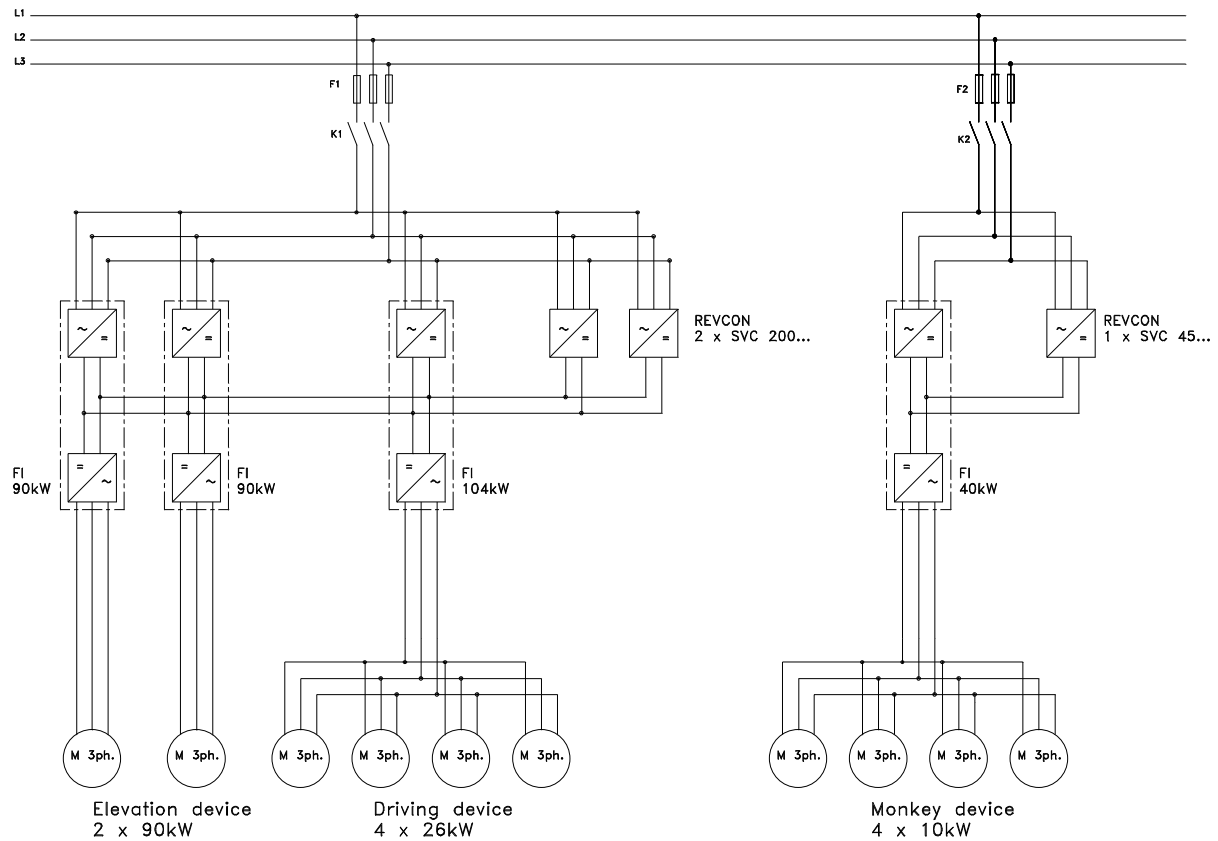 L1
L2
L3
F1
F2
K1
K2
~
=
~
=
~
=
~
=
~
=
REVCON
2 x SVC 200...
~
=
~
=
REVCON
1 x SVC 45...
=
~
FI
90kW
=
~
FI
90kW
=
~
FI
104kW
=
~
FI
40kW
M 3ph.
M 3ph.
M 3ph.
M 3ph.
M 3ph.
M 3ph.
M 3ph.
M 3ph.
M 3ph.
M 3ph.
Elevation device
2 x 90kW
Driving device
4 x 26kW
Monkey device
4 x 10kW